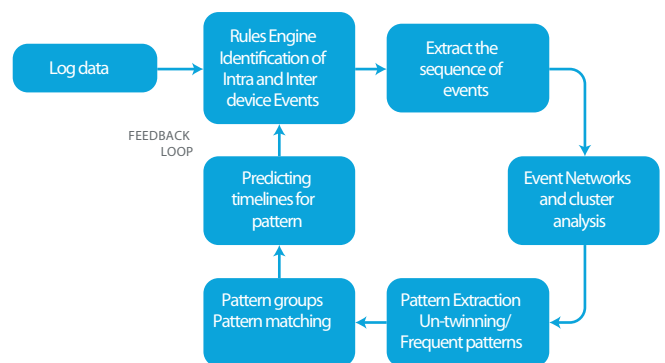 Log data
Rules Engine
Identification of
Intra and Inter
device Events
Extract the
sequence of
events
Event Networks
and cluster
analysis
Pattern Extraction
Un-twinning/
Frequent patterns
Pattern groups
Pattern matching
Predicting
timelines for
pattern
FEEDBACK
LOOP